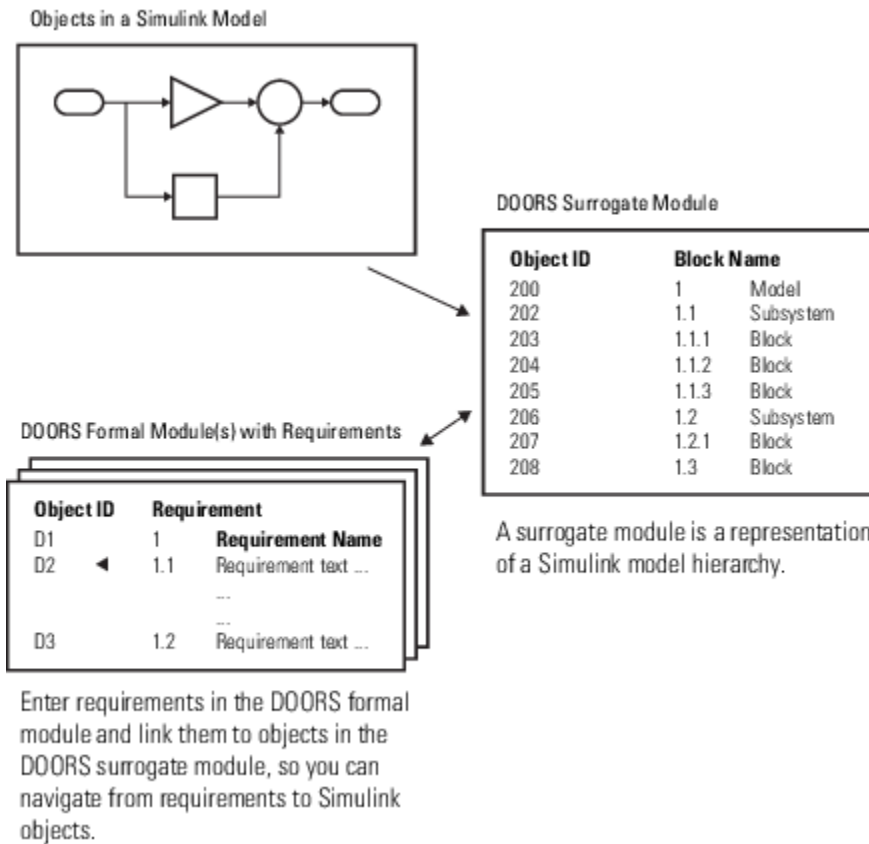 Objects in a Simulink Model
DOORS Surrogate Module
Object ID Block Name
200 1 Model
202 1.1 Subsystem
203 1.1.1 Block
204 1.1.2 Block
205 1.1.3 Block
206 1.2 Subsystem
207 1.2.1 Block
208 1.3 Block
A surrogate module is a representation
of a Simulink model hierarchy.
DOORS Formal Module(s) with Requirements
Object ID Requirement
D1 1 Requirement Name
D2 ◄ 1.1 Requirement text ...
...
...
D3 1.2 Requirement text ...
Enter requirements in the DOORS formal
module and link them to objects in the
DOORS surrogate module, so you can
navigate from requirements to Simulink
objects.